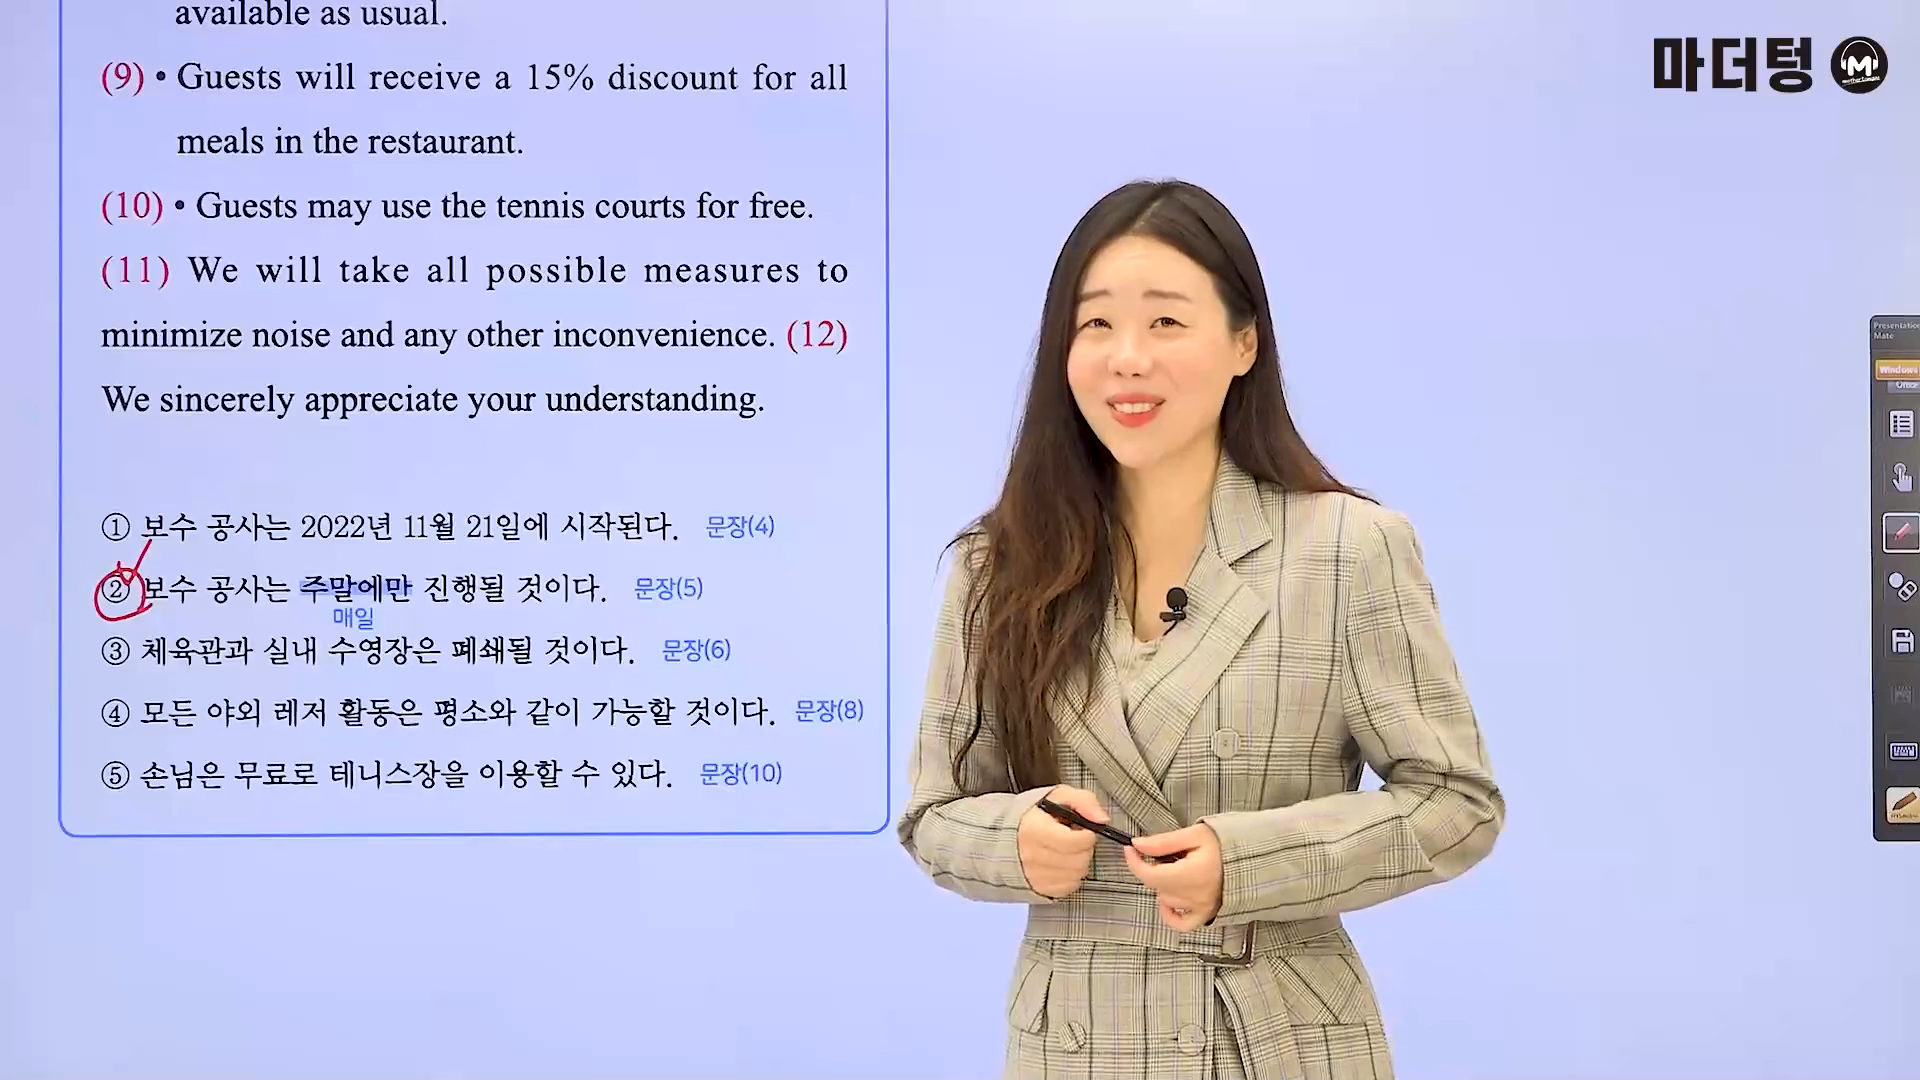 available as usual.
(9) • Guests will receive a 15% discount for all
meals in the restaurant.
(10) • Guests may use the tennis courts for free.
(11) We will take all possible measures to
minimize noise and any other inconvenience. (12)
We sincerely appreciate your understanding.
① 보수 공사는 2022년 11월 21일에 시작된다. 문장(4)
② 보수 공사는 주말에만 진행될 것이다. 문장(5)
매일
③ 체육관과 실내 수영장은 폐쇄될 것이다. 문장(6)
④ 모든 야외 레저 활동은 평소와 같이 가능할 것이다. 문장(8)
⑤ 손님은 무료로 테니스장을 이용할 수 있다. 문장(10)
마더텅
M
Presentation
Mate
Windows